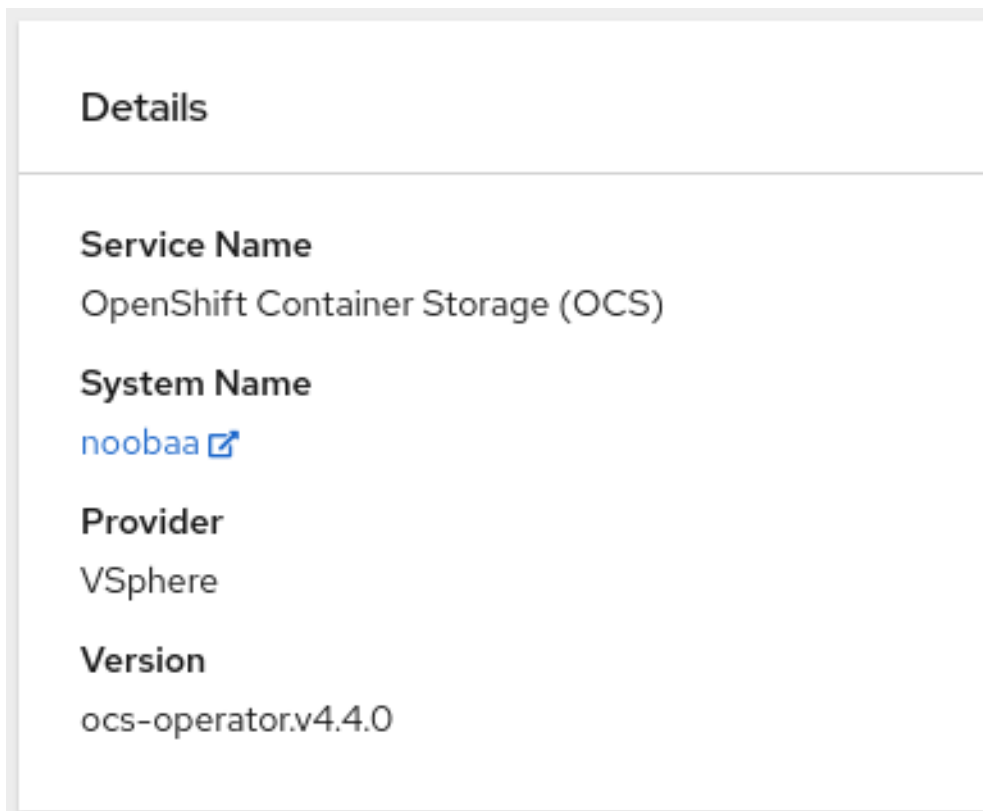 Details
Service Name
OpenShift Container Storage (OCS)
System Name
noobaa
Provider
VSphere
Version
ocs-operator.v4.4.0